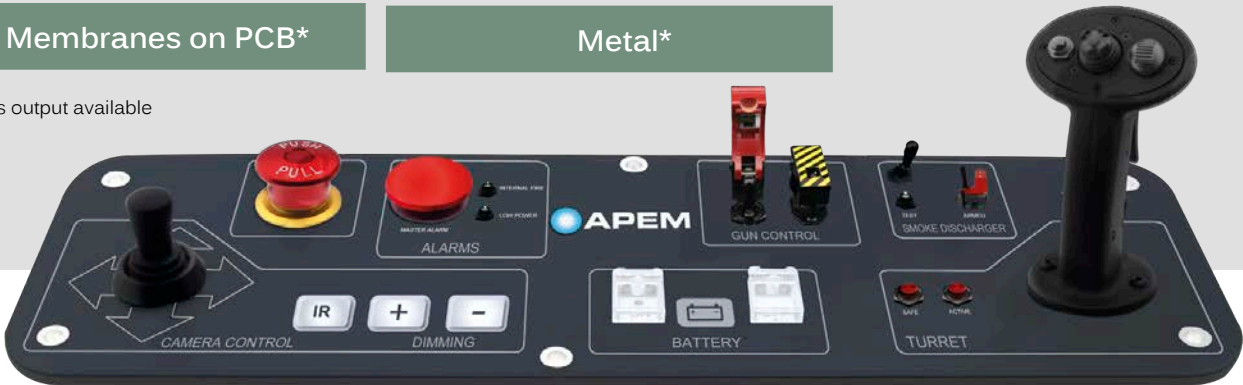 Membranes on PCB*
Metal*
s output available
PUSH
PULL
INTERNAL FIRE
LOW POWER
MASTER ALARM
ALARMS
APEM
GUN CONTROL
TEST
SMOKE DISCHARGER
IR
+
-
CAMERA CONTROL
DIMMING
BATTERY
SAFE
ACTIVE
TURRET